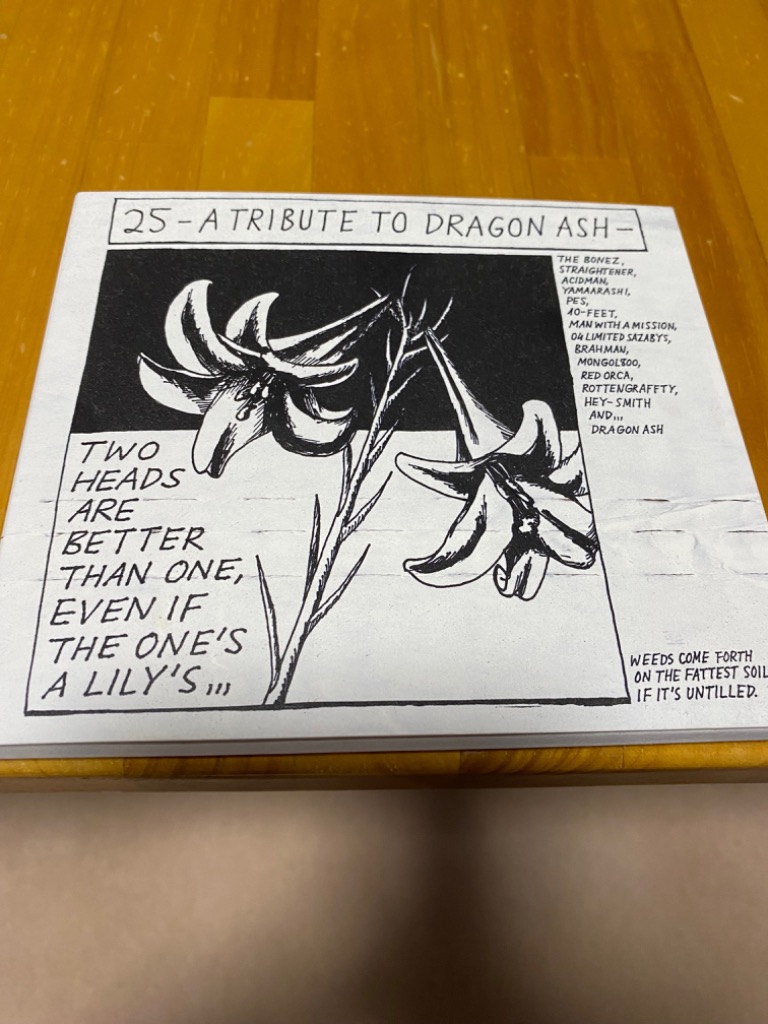 25 - A TRIBUTE TO DRAGON ASH -
THE BONEZ,
STRAIGHTENER,
ACIDMAN,
YAMAARASHI,
PES,
10-FEET,
MAN WITH A MISSION,
04 LIMITED SAZABYS,
BRAHMAN,
MONGOL800,
RED ORCA,
ROTTENGRAFFTY,
HEY-SMITH
AND,,,
DRAGON ASH
TWO
HEADS
ARE
BETTER
THAN ONE,
EVEN IF
THE ONE'S
A LILY'S,,,
WEEDS COME FORTH
ON THE FATTEST SOIL
IF IT'S UNTILLED.